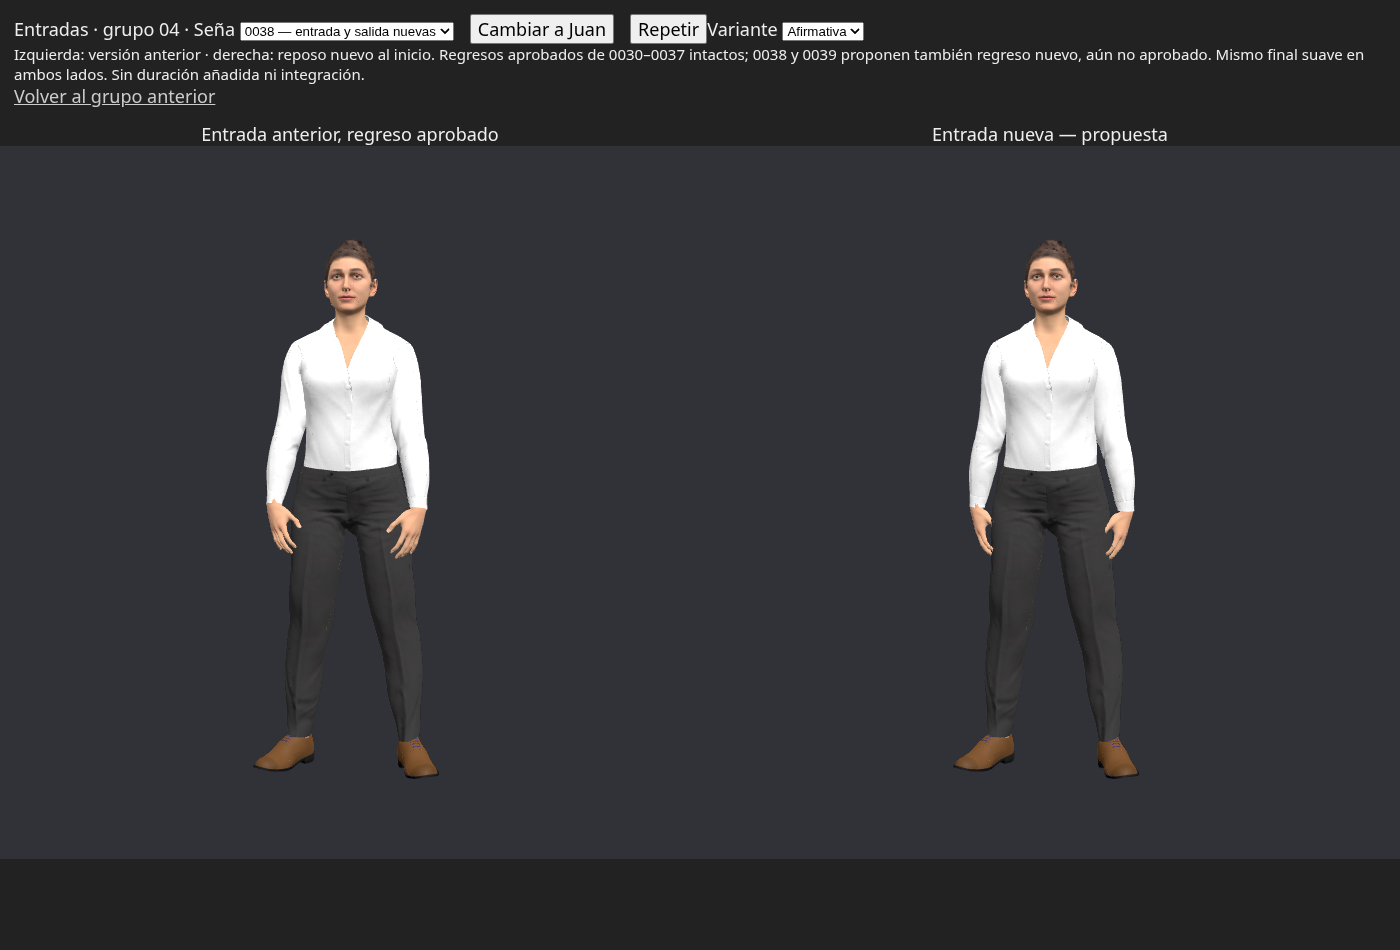 Entradas · grupo 04 · Seña 0038 — entrada y salida nuevas Cambiar a Juan Repetir Variante Afirmativa
Izquierda: versión anterior · derecha: reposo nuevo al inicio. Regresos aprobados de 0030–0037 intactos; 0038 y 0039 proponen también regreso nuevo, aún no aprobado. Mismo final suave en
ambos lados. Sin duración añadida ni integración.
Volver al grupo anterior
Entrada anterior, regreso aprobado
Entrada nueva — propuesta